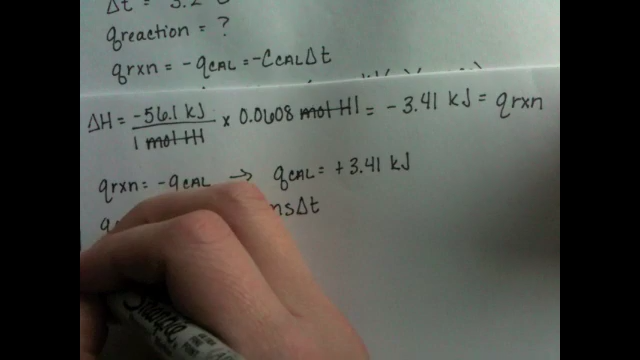 Δt = 3.2
qreaction = ?
qrxn = -qCAL = -CCALΔt
ΔH = -56.1 kJ / 1 mol HI × 0.0608 mol HI = -3.41 kJ = qrxn
qrxn = -qCAL → qCAL = +3.41 kJ
msΔt
Sharpie